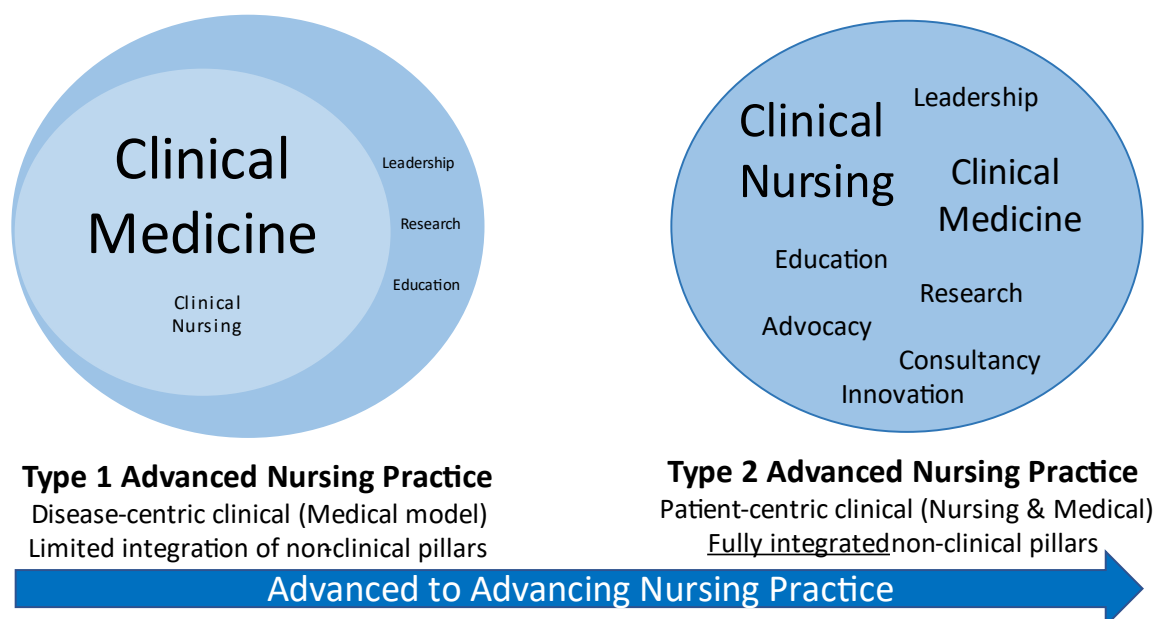 Clinical
Medicine
Clinical
Nursing
Leadership
Research
Education
Type 1 Advanced Nursing Practice
Disease-centric clinical (Medical model)
Limited integration of non-clinical pillars
Clinical
Nursing
Leadership
Clinical
Medicine
Education
Research
Advocacy
Consultancy
Innovation
Type 2 Advanced Nursing Practice
Patient-centric clinical (Nursing & Medical)
Fully integrated non-clinical pillars
Advanced to Advancing Nursing Practice